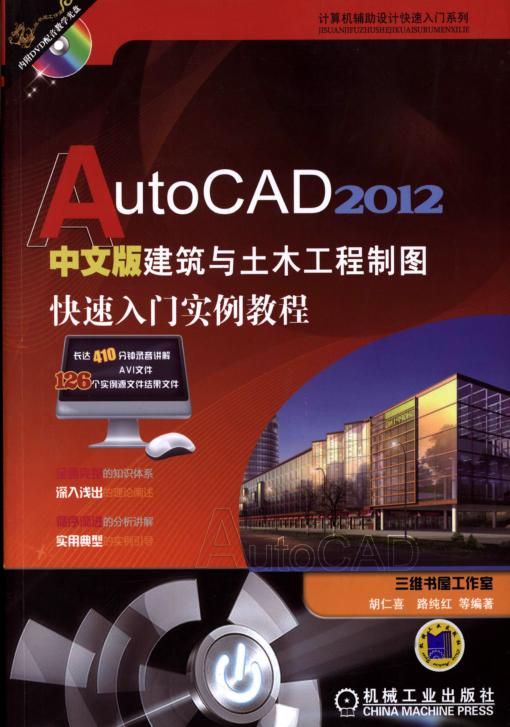 计算机辅助设计快速入门系列
JISUANJIFUZHUSHEJIKUAISURUMENXILIE
内附DVD配音教学光盘
AutoCAD 2012
中文版建筑与土木工程制图
快速入门实例教程
长达 410 分钟录音讲解
AVI文件
126个实例源文件结果文件
全面完整的知识体系
深入浅出的理论阐述
循序渐进的分析讲解
实用典型的实例引导
AutoCAD
三维书屋工作室
胡仁喜 路纯红 等编著
机械工业出版社
CHINA MACHINE PRESS